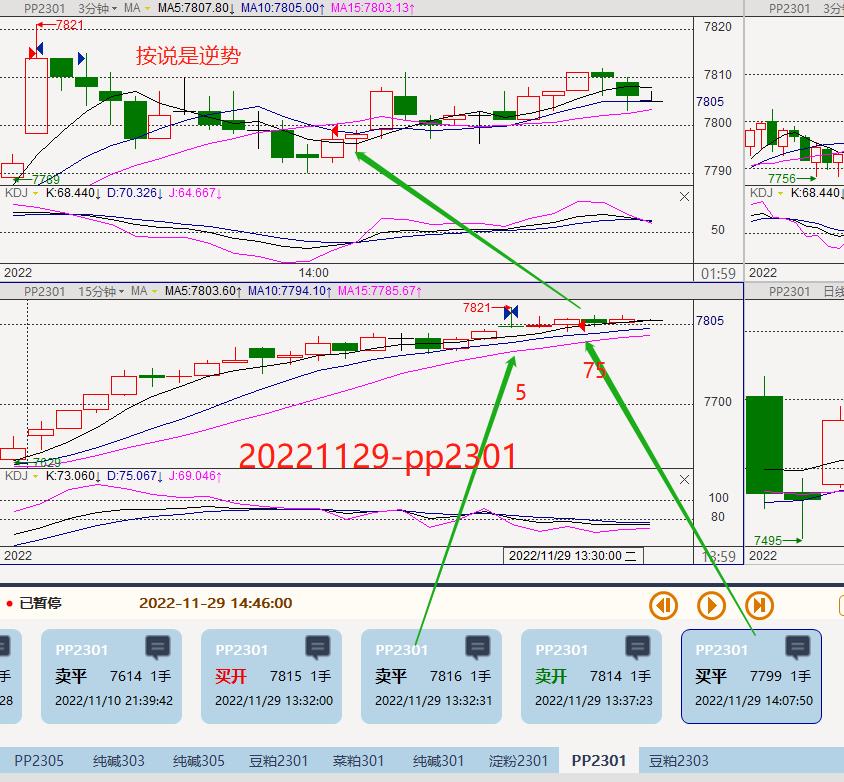 PP2301 3分钟 MA MA5:7807.80↓ MA10:7805.00↑ MA15:7803.13↑
PP2301 3分钟
7821
按说是逆势
7820
7810
7805
7800
7790
7789
7756
KDJ K:68.440↓ D:70.326↓ J:64.667↓
KDJ K:68.440↓
50
2022 14:00 01:59 2022
PP2301 15分钟 MA MA5:7803.60↑ MA10:7794.10↑ MA15:7785.67↑
PP2301 日线
7821
7805
75
5
7700
20221129-pp2301
7629
KDJ K:73.060↓ D:75.067↓ J:69.046↑
100
80
7495
2022 2022/11/29 13:30:00 二 13:59 2022
已暂停 2022-11-29 14:46:00
PP2301 PP2301 PP2301 PP2301 PP2301
手 卖平 7614 1手 买开 7815 1手 卖平 7816 1手 卖开 7814 1手 买平 7799 1手
28 2022/11/10 21:39:42 2022/11/29 13:32:00 2022/11/29 13:32:31 2022/11/29 13:37:23 2022/11/29 14:07:50
PP2305 纯碱303 纯碱305 豆粕2301 菜粕301 纯碱301 淀粉2301 PP2301 豆粕2303